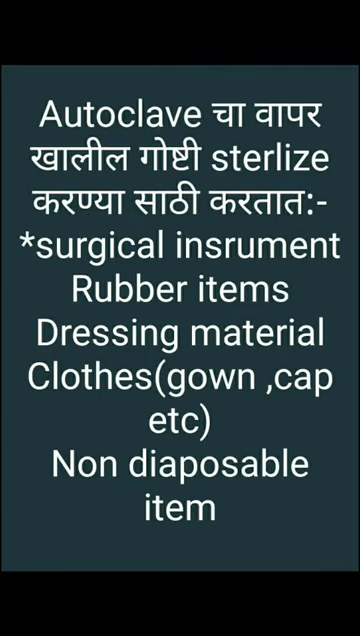 Autoclave चा वापर
खालील गोष्टी sterlize
करण्या साठी करतात:-
*surgical insrument
Rubber items
Dressing material
Clothes(gown ,cap
etc)
Non diaposable
item